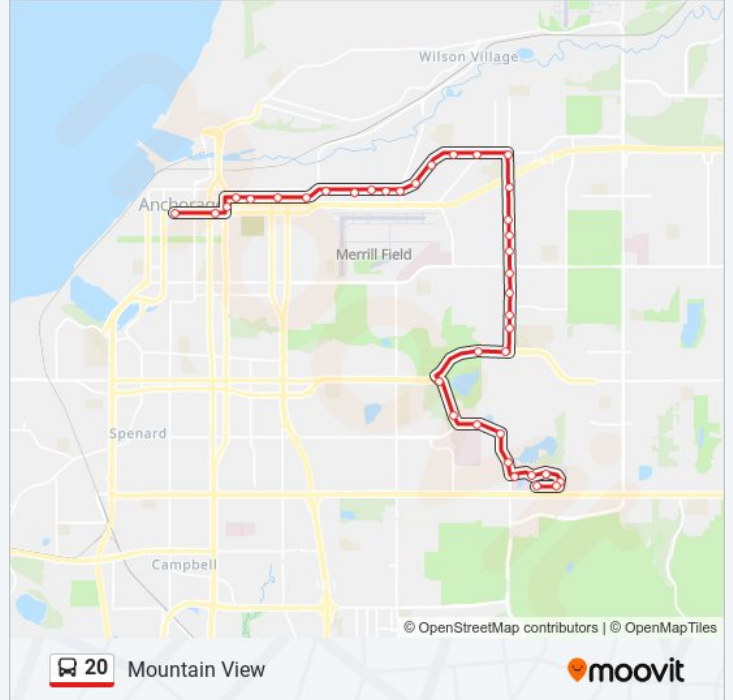 Wilson Village
Anchorage
Merrill Field
Spenard
Campbell
© OpenStreetMap contributors | © OpenMapTiles
20 Mountain View
moovit